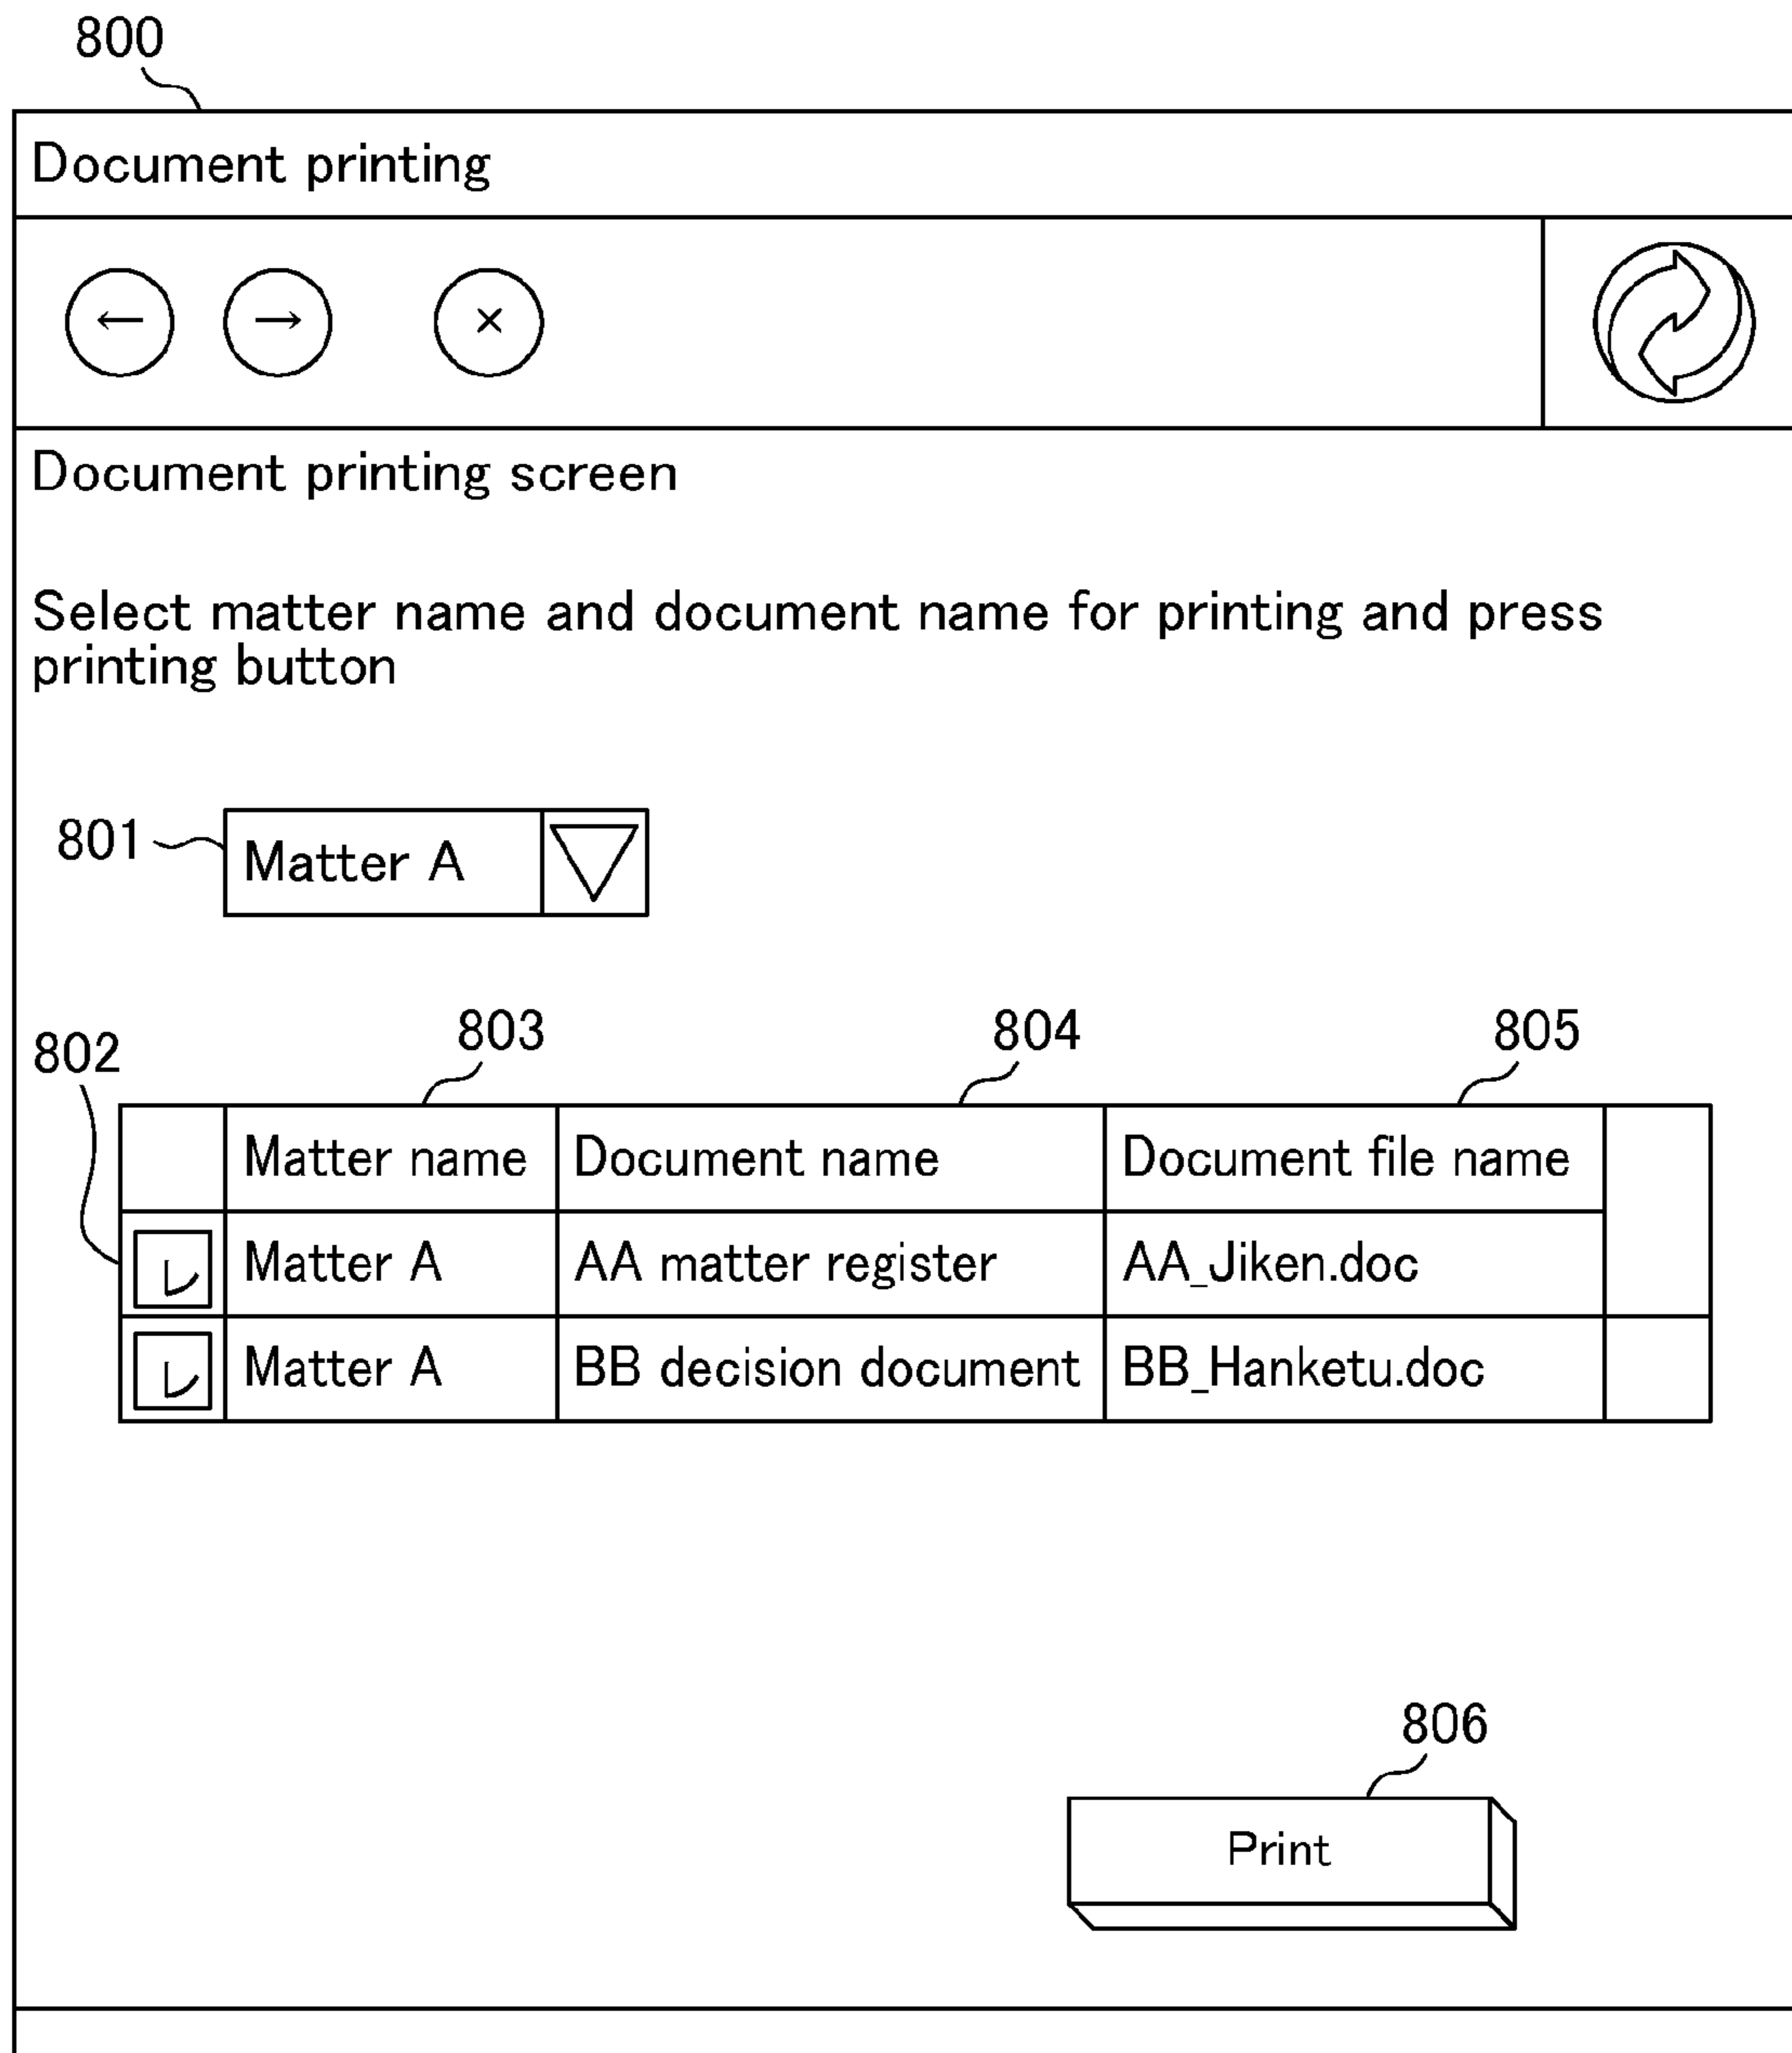 800
Document printing
← → ×
Document printing screen
Select matter name and document name for printing and press
printing button
801 Matter A
802 803 804 805
Matter name Document name Document file name
Matter A AA matter register AA_Jiken.doc
Matter A BB decision document BB_Hanketu.doc
806
Print